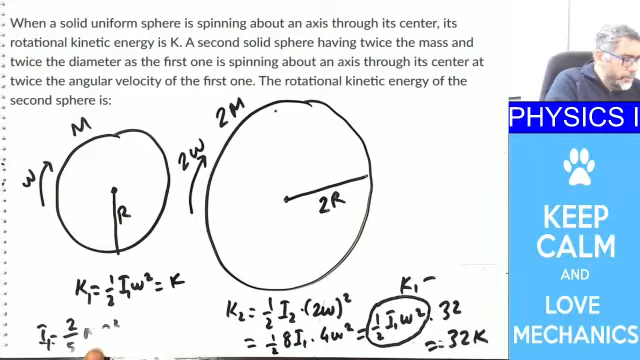 When a solid uniform sphere is spinning about an axis through its center, its
rotational kinetic energy is K. A second solid sphere having twice the mass and
twice the diameter as the first one is spinning about an axis through its center at
twice the angular velocity of the first one. The rotational kinetic energy of the
second sphere is:
M
2M
ω
2ω
R
2R
K₁ = ½ I₁ω² = K
I₁ = 2/5
K₂ = ½ I₂ · (2ω)²
= ½ 8I₁ · 4ω² = ½ I₁ω² · 32
K₁ =
= 32K
PHYSICS I
KEEP
CALM
AND
LOVE
MECHANICS